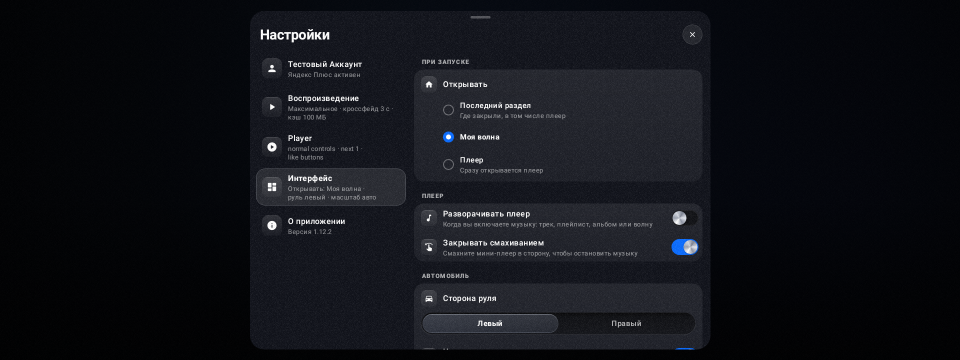 Настройки
Тестовый Аккаунт
Яндекс Плюс активен
Воспроизведение
Максимальное · кроссфейд 3 с ·
кэш 100 МБ
Player
normal controls · next 1 ·
like buttons
Интерфейс
Открывать: Моя волна ·
руль левый · масштаб авто
О приложении
Версия 1.12.2
ПРИ ЗАПУСКЕ
Открывать
Последний раздел
Где закрыли, в том числе плеер
Моя волна
Плеер
Сразу открывается плеер
ПЛЕЕР
Разворачивать плеер
Когда вы включаете музыку: трек, плейлист, альбом или волну
Закрывать смахиванием
Смахните мини-плеер в сторону, чтобы остановить музыку
АВТОМОБИЛЬ
Сторона руля
Левый
Правый